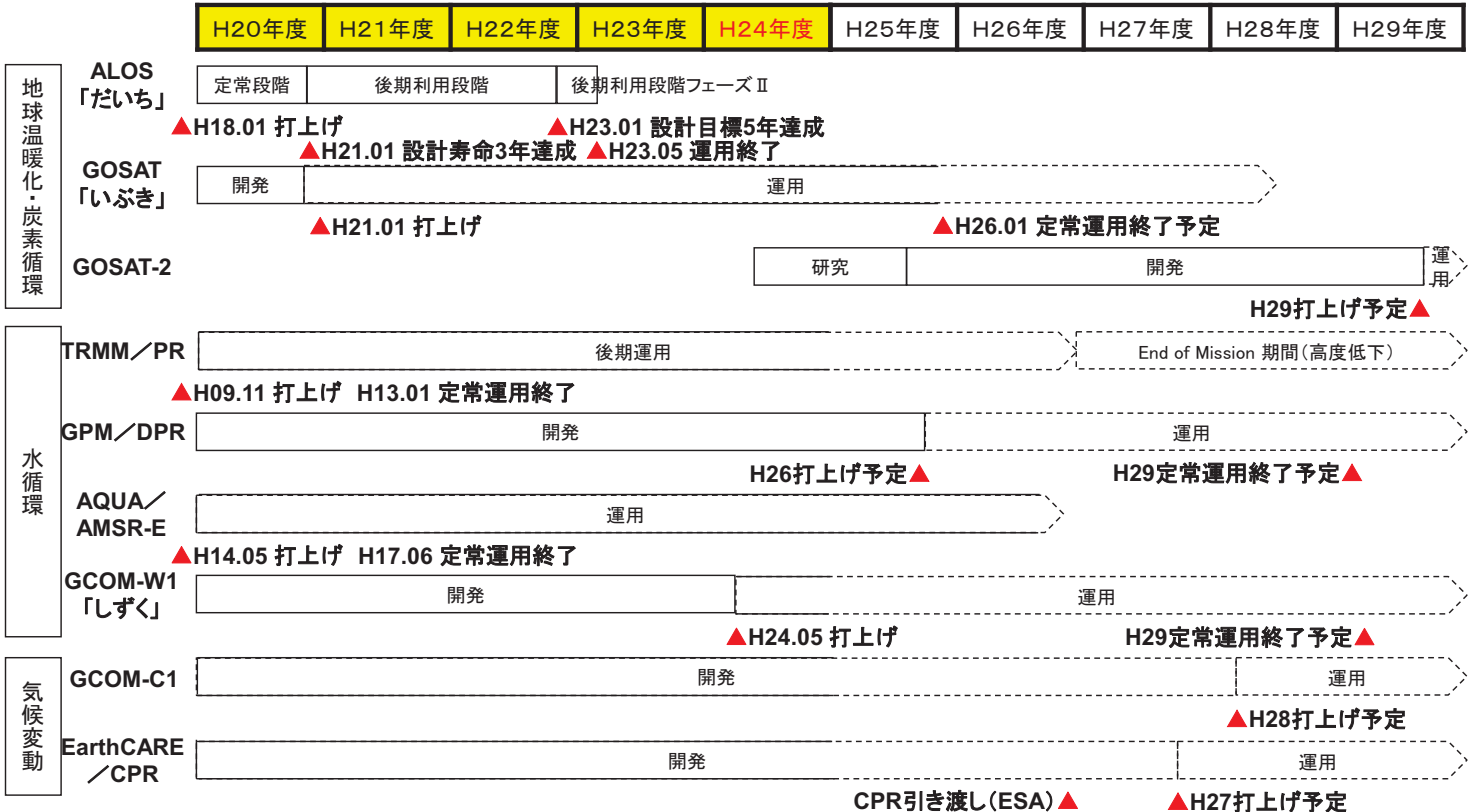 H20年度 H21年度 H22年度 H23年度 H24年度 H25年度 H26年度 H27年度 H28年度 H29年度
地球温暖化・炭素循環
ALOS
「だいち」
定常段階 後期利用段階 後期利用段階フェーズⅡ
▲H18.01 打上げ ▲H23.01 設計目標5年達成
▲H21.01 設計寿命3年達成 ▲H23.05 運用終了
GOSAT
「いぶき」
開発 運用
▲H21.01 打上げ ▲H26.01 定常運用終了予定
GOSAT-2
研究 開発 運用
H29打上げ予定▲
水循環
TRMM/PR
後期運用 End of Mission 期間(高度低下)
▲H09.11 打上げ H13.01 定常運用終了
GPM/DPR
開発 運用
H26打上げ予定▲ H29定常運用終了予定▲
AQUA/
AMSR-E
運用
▲H14.05 打上げ H17.06 定常運用終了
GCOM-W1
「しずく」
開発 運用
▲H24.05 打上げ H29定常運用終了予定▲
気候変動
GCOM-C1
開発 運用
▲H28打上げ予定
EarthCARE
/CPR
開発 運用
CPR引き渡し(ESA)▲ ▲H27打上げ予定